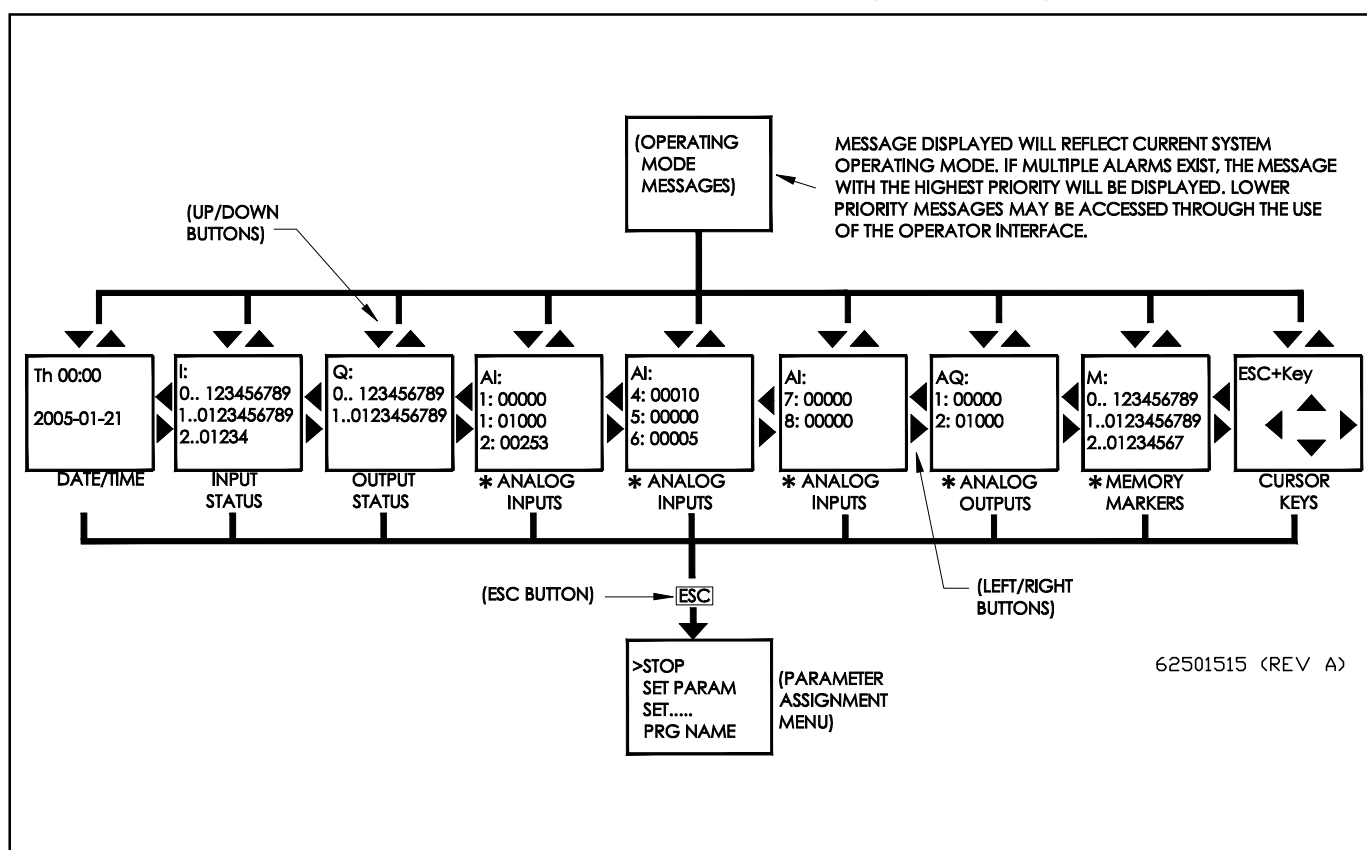 (OPERATING
MODE
MESSAGES)
MESSAGE DISPLAYED WILL REFLECT CURRENT SYSTEM
OPERATING MODE. IF MULTIPLE ALARMS EXIST, THE MESSAGE
WITH THE HIGHEST PRIORITY WILL BE DISPLAYED. LOWER
PRIORITY MESSAGES MAY BE ACCESSED THROUGH THE USE
OF THE OPERATOR INTERFACE.
(UP/DOWN
BUTTONS)
Th 00:00
2005-01-21
DATE/TIME
I:
0.. 123456789
1..0123456789
2..01234
INPUT
STATUS
Q:
0.. 123456789
1..0123456789
OUTPUT
STATUS
AI:
1: 00000
1: 01000
2: 00253
* ANALOG
INPUTS
AI:
4: 00010
5: 00000
6: 00005
* ANALOG
INPUTS
AI:
7: 00000
8: 00000
* ANALOG
INPUTS
AQ:
1: 00000
2: 01000
* ANALOG
OUTPUTS
M:
0.. 123456789
1..0123456789
2..01234567
* MEMORY
MARKERS
ESC+Key
CURSOR
KEYS
(ESC BUTTON)
ESC
(LEFT/RIGHT
BUTTONS)
>STOP
SET PARAM
SET.....
PRG NAME
(PARAMETER
ASSIGNMENT
MENU)
62501515 (REV A)